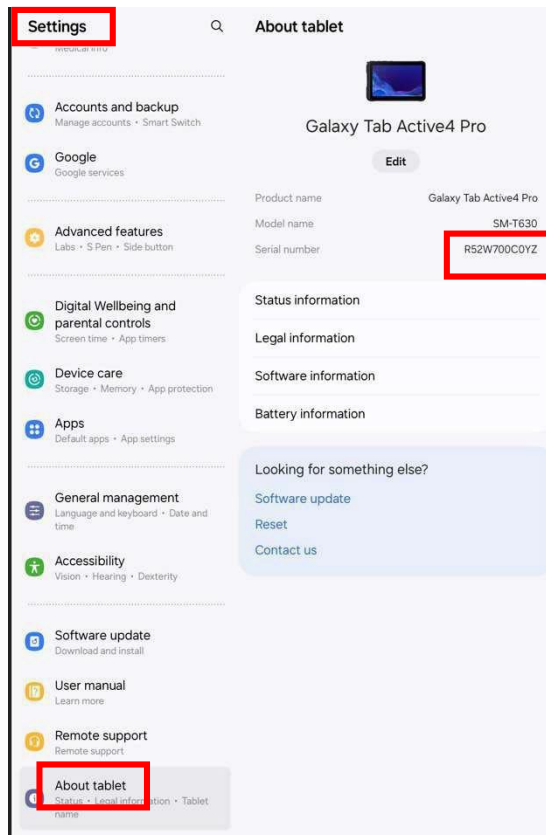 Settings
Medical info
Accounts and backup
Manage accounts • Smart Switch
Google
Google services
Advanced features
Labs • S Pen • Side button
Digital Wellbeing and
parental controls
Screen time • App timers
Device care
Storage • Memory • App protection
Apps
Default apps • App settings
General management
Language and keyboard • Date and
time
Accessibility
Vision • Hearing • Dexterity
Software update
Download and install
User manual
Learn more
Remote support
Remote support
About tablet
Status • Legal information • Tablet
name
About tablet
Galaxy Tab Active4 Pro
Edit
Product name Galaxy Tab Active4 Pro
Model name SM-T630
Serial number R52W700C0YZ
Status information
Legal information
Software information
Battery information
Looking for something else?
Software update
Reset
Contact us